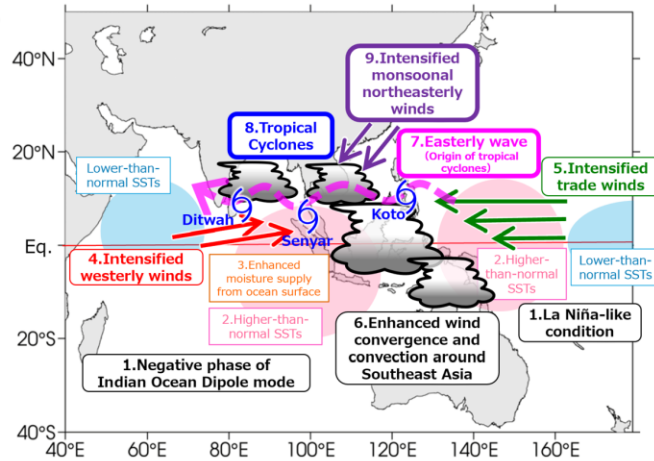 40°N
20°N
Eq.
20°S
40°S
40°E
60°E
80°E
100°E
120°E
140°E
160°E
9.Intensified
monsoonal
northeasterly
winds
8.Tropical
Cyclones
7.Easterly wave
(Origin of tropical
cyclones)
Lower-than-
normal SSTs
5.Intensified
trade winds
Ditwah
Senyar
Koto
4.Intensified
westerly winds
3.Enhanced
moisture supply
from ocean surface
2.Higher-than-
normal SSTs
2.Higher-
than-normal
SSTs
Lower-than-
normal SSTs
1.Negative phase of
Indian Ocean Dipole mode
6.Enhanced wind
convergence and
convection around
Southeast Asia
1.La Niña-like
condition